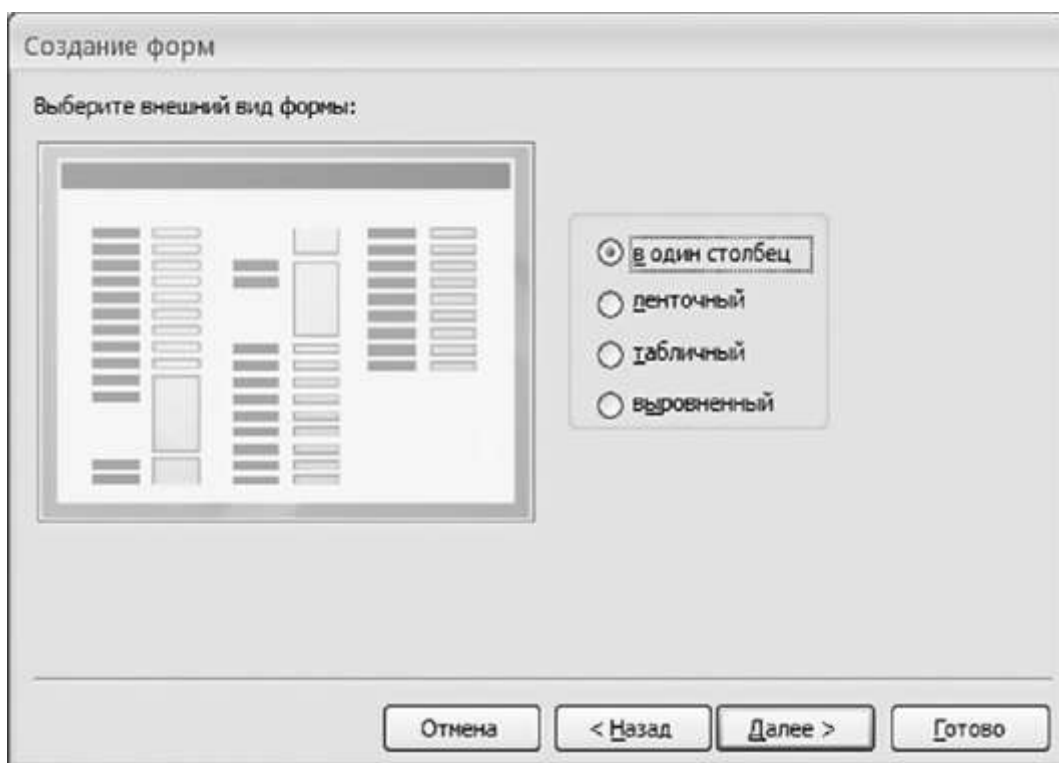 Создание форм
Выберите внешний вид формы:
в один столбец
ленточный
табличный
выровненный
Отмена
< Назад
Далее >
Готово